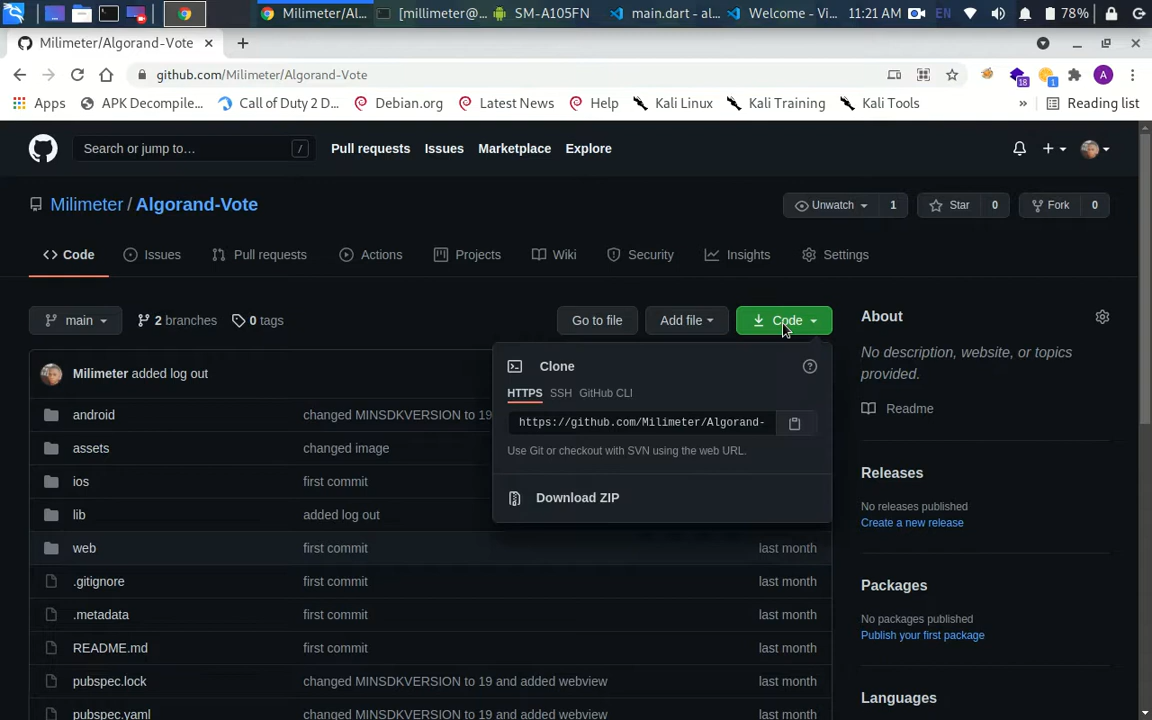 Milimeter/Al...
[millimeter@...
SM-A105FN
main.dart - al...
Welcome - Vi...
11:21 AM
EN
78%
Milimeter/Algorand-Vote
github.com/Milimeter/Algorand-Vote
18
1
A
Apps
APK Decompile...
Call of Duty 2 D...
Debian.org
Latest News
Help
Kali Linux
Kali Training
Kali Tools
»
Reading list
Search or jump to...
/
Pull requests
Issues
Marketplace
Explore
Milimeter / Algorand-Vote
Unwatch
1
Star
0
Fork
0
Code
Issues
Pull requests
Actions
Projects
Wiki
Security
Insights
Settings
main
2 branches
0 tags
Go to file
Add file
Code
Milimeter added log out
Clone
HTTPS
SSH
GitHub CLI
https://github.com/Milimeter/Algorand-
Use Git or checkout with SVN using the web URL.
Download ZIP
android
changed MINSDKVERSION to 19
assets
changed image
ios
first commit
lib
added log out
web
first commit
last month
.gitignore
first commit
last month
.metadata
first commit
last month
README.md
first commit
last month
pubspec.lock
changed MINSDKVERSION to 19 and added webview
last month
pubspec.yaml
changed MINSDKVERSION to 19 and added webview
last month
About
No description, website, or topics
provided.
Readme
Releases
No releases published
Create a new release
Packages
No packages published
Publish your first package
Languages